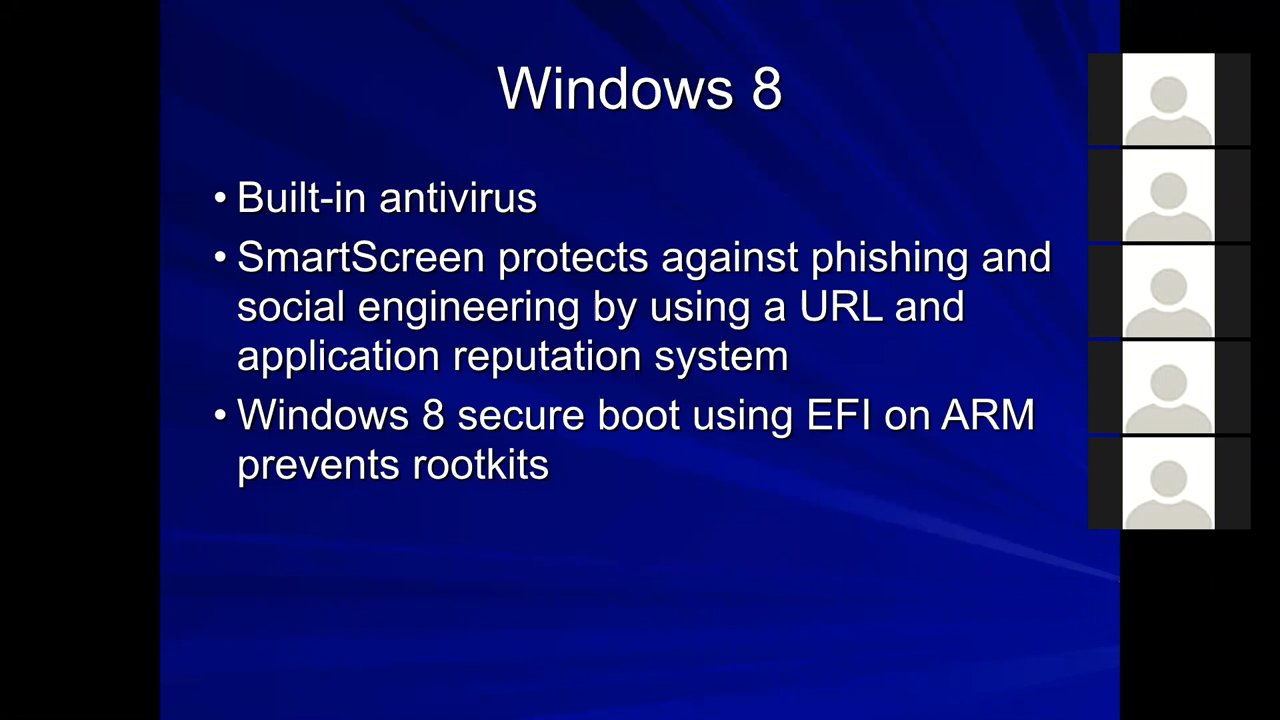 Windows 8
• Built-in antivirus
• SmartScreen protects against phishing and
social engineering by using a URL and
application reputation system
• Windows 8 secure boot using EFI on ARM
prevents rootkits